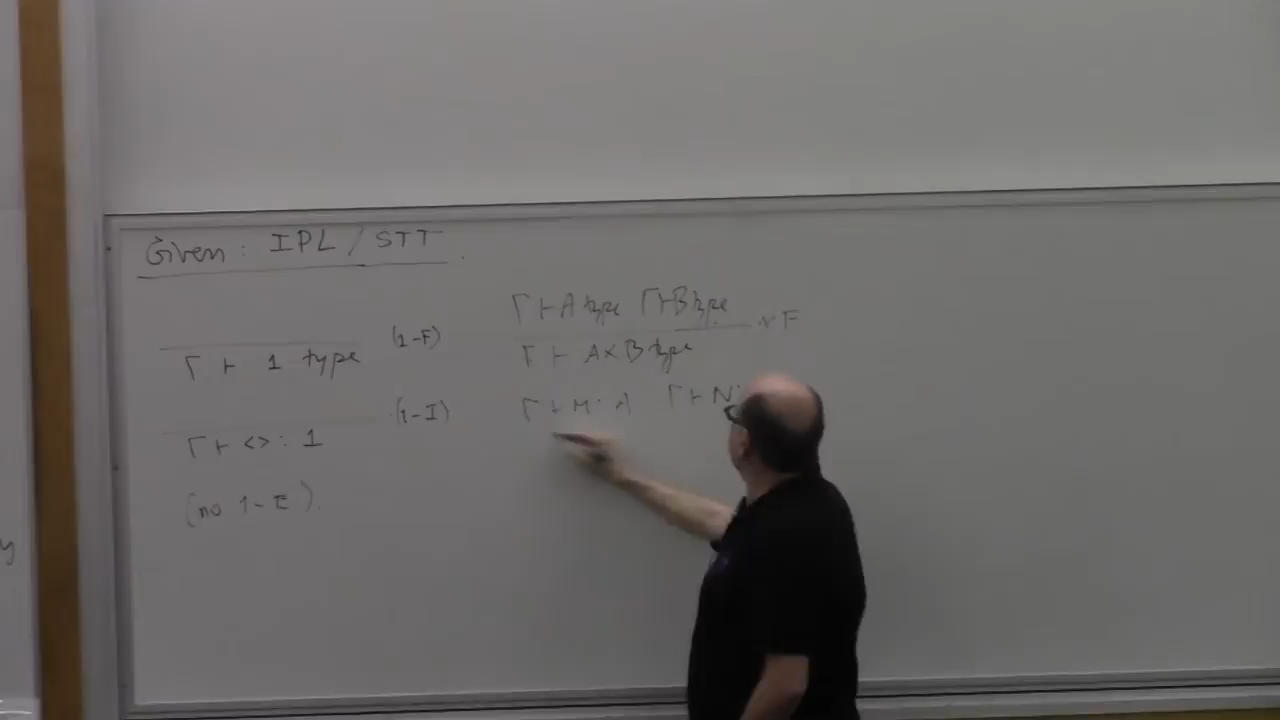 Given: IPL / STT
(1-F)
Γ ⊢ 1 type
(1-I)
Γ ⊢ <> : 1
(no 1-E).
Γ ⊢ A type Γ ⊢ B type
×F
Γ ⊢ A×B type
Γ ⊢ M : A Γ ⊢ N :
y